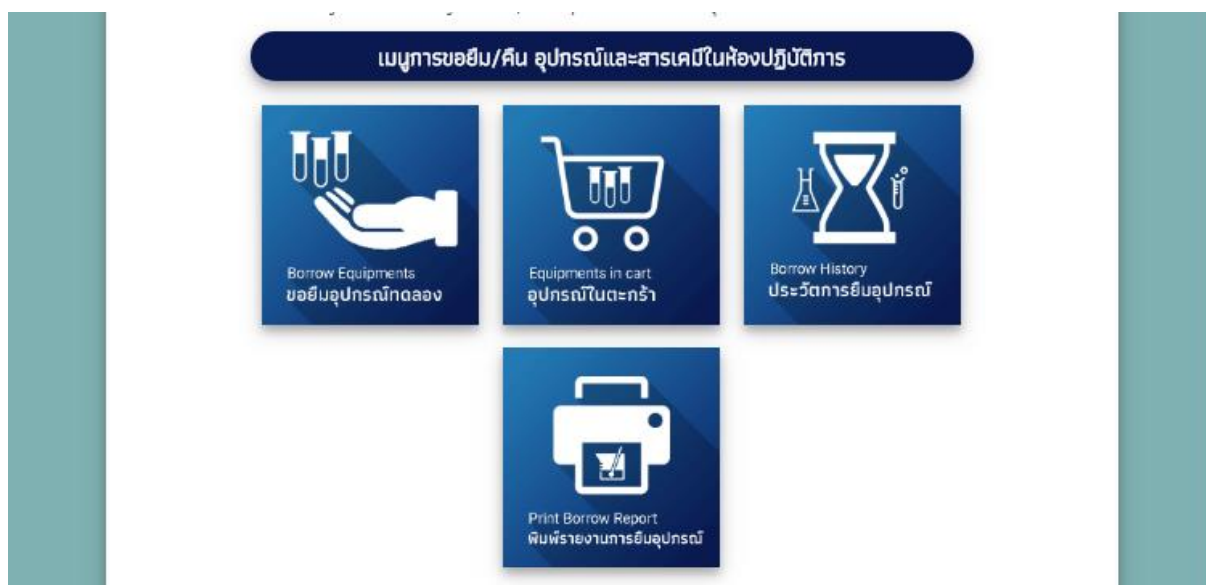 เมนูการขอยืม/คืน อุปกรณ์และสารเคมีในห้องปฏิบัติการ
Borrow Equipments
ขอยืมอุปกรณ์ทดลอง
Equipments in cart
อุปกรณ์ในตะกร้า
Borrow History
ประวัตการยืมอุปกรณ์
Print Borrow Report
พิมพ์รายงานการยืมอุปกรณ์